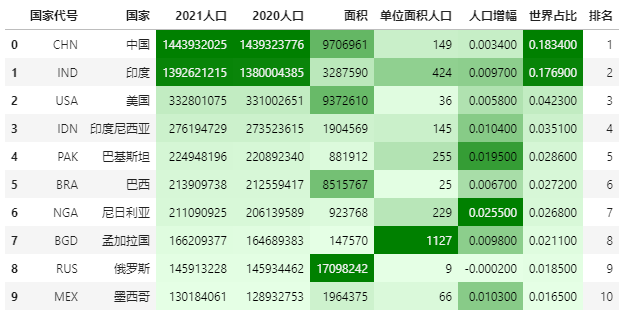 国家代号 国家 2021人口 2020人口 面积 单位面积人口 人口增幅 世界占比 排名
0 CHN 中国 1443932025 1439323776 9706961 149 0.003400 0.183400 1
1 IND 印度 1392621215 1380004385 3287590 424 0.009700 0.176900 2
2 USA 美国 332801075 331002651 9372610 36 0.005800 0.042300 3
3 IDN 印度尼西亚 276194729 273523615 1904569 145 0.010400 0.035100 4
4 PAK 巴基斯坦 224948196 220892340 881912 255 0.019500 0.028600 5
5 BRA 巴西 213909738 212559417 8515767 25 0.006700 0.027200 6
6 NGA 尼日利亚 211090925 206139589 923768 229 0.025500 0.026800 7
7 BGD 孟加拉国 166209377 164689383 147570 1127 0.009800 0.021100 8
8 RUS 俄罗斯 145913228 145934462 17098242 9 -0.000200 0.018500 9
9 MEX 墨西哥 130184061 128932753 1964375 66 0.010300 0.016500 10